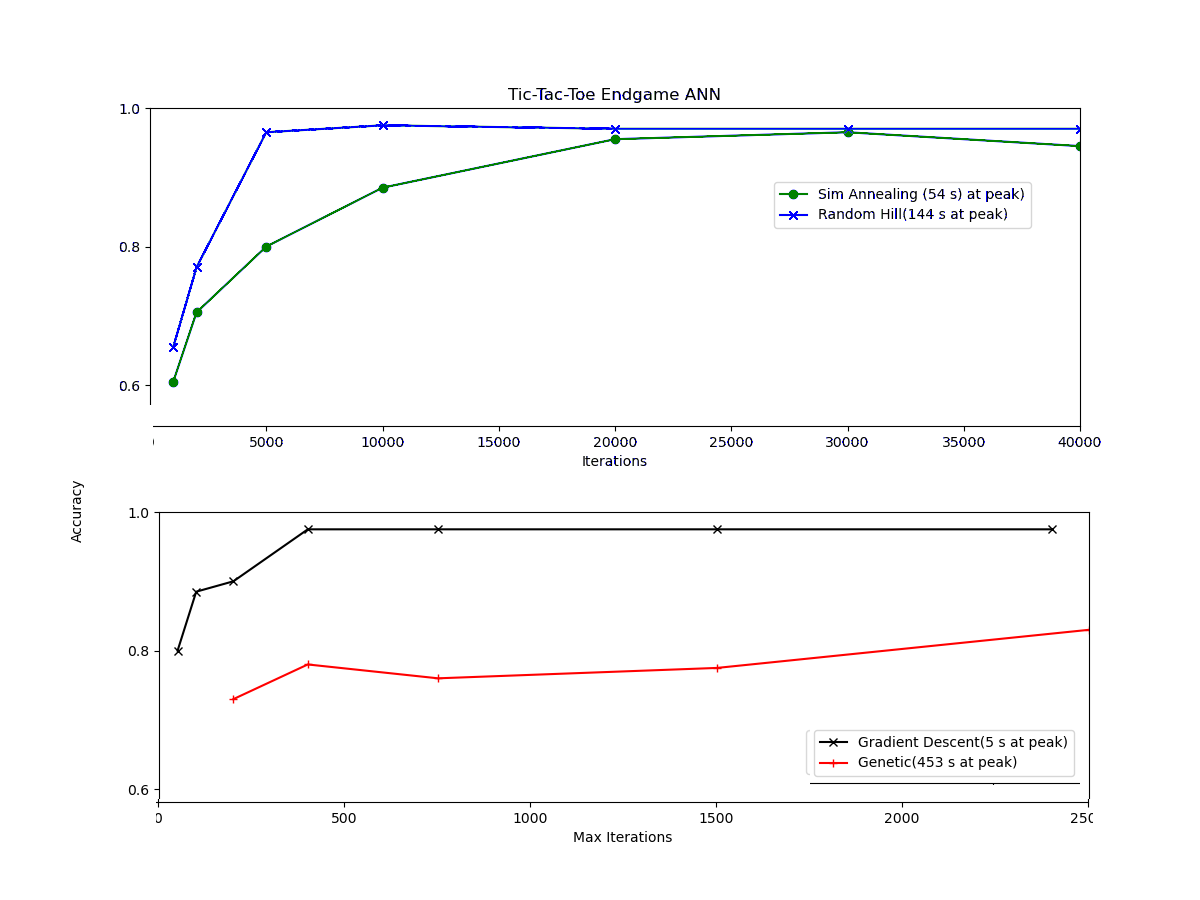 Tic-Tac-Toe Endgame ANN
1.0
0.8
0.6
Sim Annealing (54 s) at peak)
Random Hill(144 s at peak)
5000 10000 15000 20000 25000 30000 35000 40000
Iterations
Accuracy
1.0
0.8
0.6
Gradient Descent(5 s at peak)
Genetic(453 s at peak)
0 500 1000 1500 2000
Max Iterations